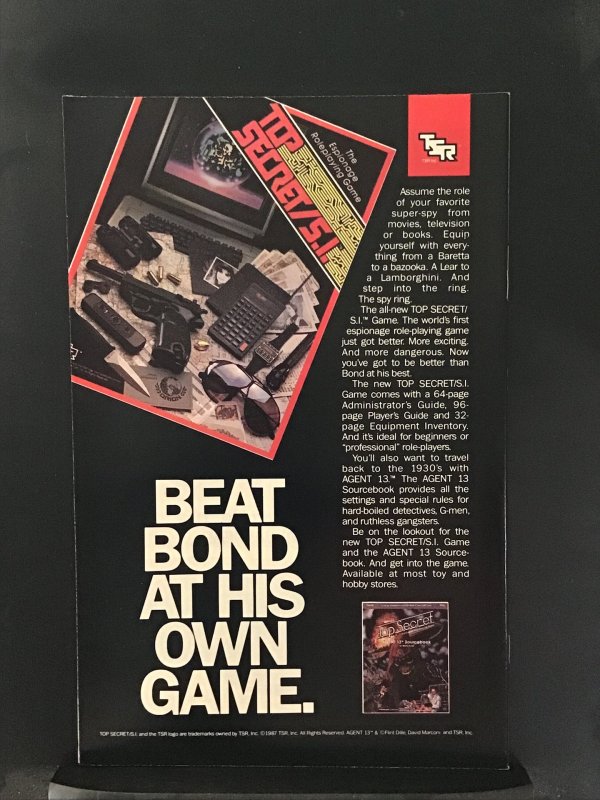 TOP
SECRET/S.I.
The
Espionage
Roleplaying Game
TSR
TSR Inc.
Assume the role
of your favorite
super-spy from
movies, television
or books. Equip
yourself with every-
thing from a Baretta
to a bazooka. A Lear to
a Lamborghini. And
step into the ring.
The spy ring.
The all-new TOP SECRET/
S.I.™ Game. The world's first
espionage role-playing game
just got better. More exciting.
And more dangerous. Now
you've got to be better than
Bond at his best.
The new TOP SECRET/S.I.
Game comes with a 64-page
Administrator's Guide, 96-
page Player's Guide and 32-
page Equipment Inventory.
And it's ideal for beginners or
"professional" role-players.
You'll also want to travel
back to the 1930's with
AGENT 13.™ The AGENT 13
Sourcebook provides all the
settings and special rules for
hard-boiled detectives, G-men,
and ruthless gangsters.
Be on the lookout for the
new TOP SECRET/S.I. Game
and the AGENT 13 Source-
book. And get into the game.
Available at most toy and
hobby stores.
BEAT
BOND
AT HIS
OWN
GAME.
Top Secret
13™ Sourcebook
TOP SECRET/S.I. and the TSR logo are trademarks owned by TSR, Inc. ©1987 TSR, Inc. All Rights Reserved. AGENT 13™ & ©Flint Dille, David Marconi and TSR, Inc.